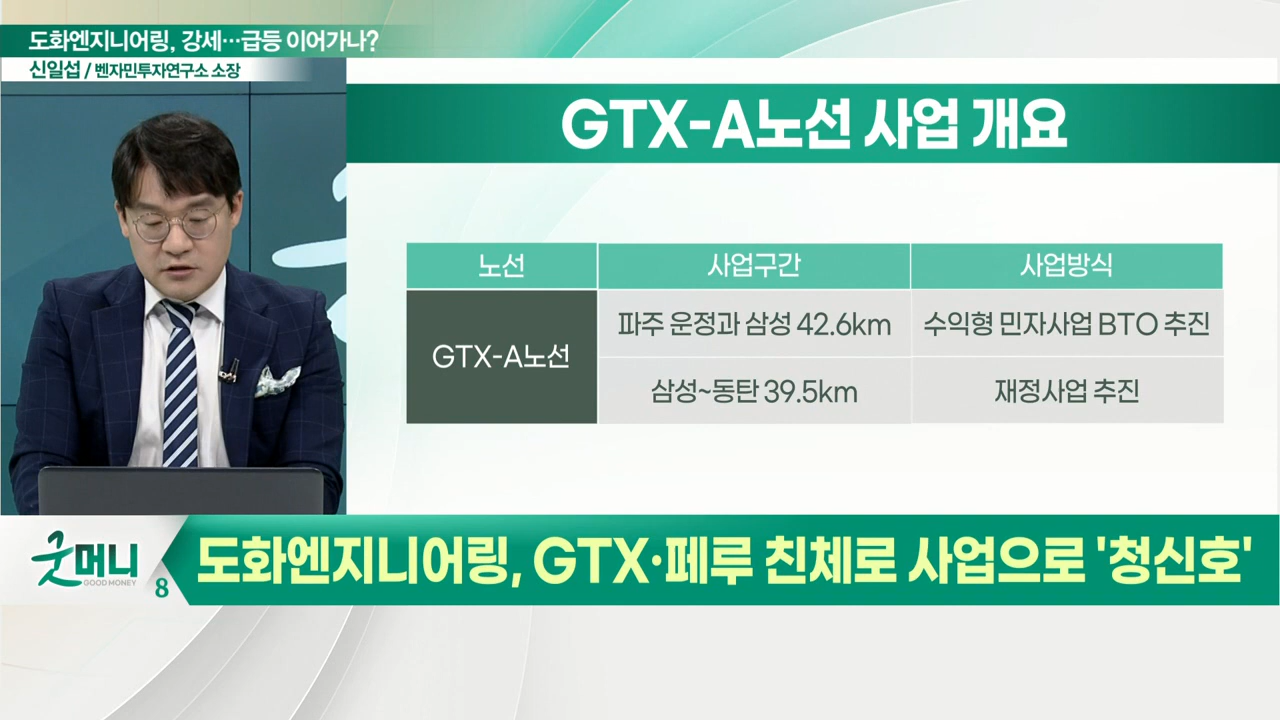 도화엔지니어링, 강세…급등 이어가나?
신일섭 / 벤자민투자연구소 소장
GTX-A노선 사업 개요
노선 사업구간 사업방식
GTX-A노선
파주 운정과 삼성 42.6km 수익형 민자사업 BTO 추진
삼성~동탄 39.5km 재정사업 추진
굿머니
GOOD MONEY
8
도화엔지니어링, GTX·페루 친체로 사업으로 '청신호'